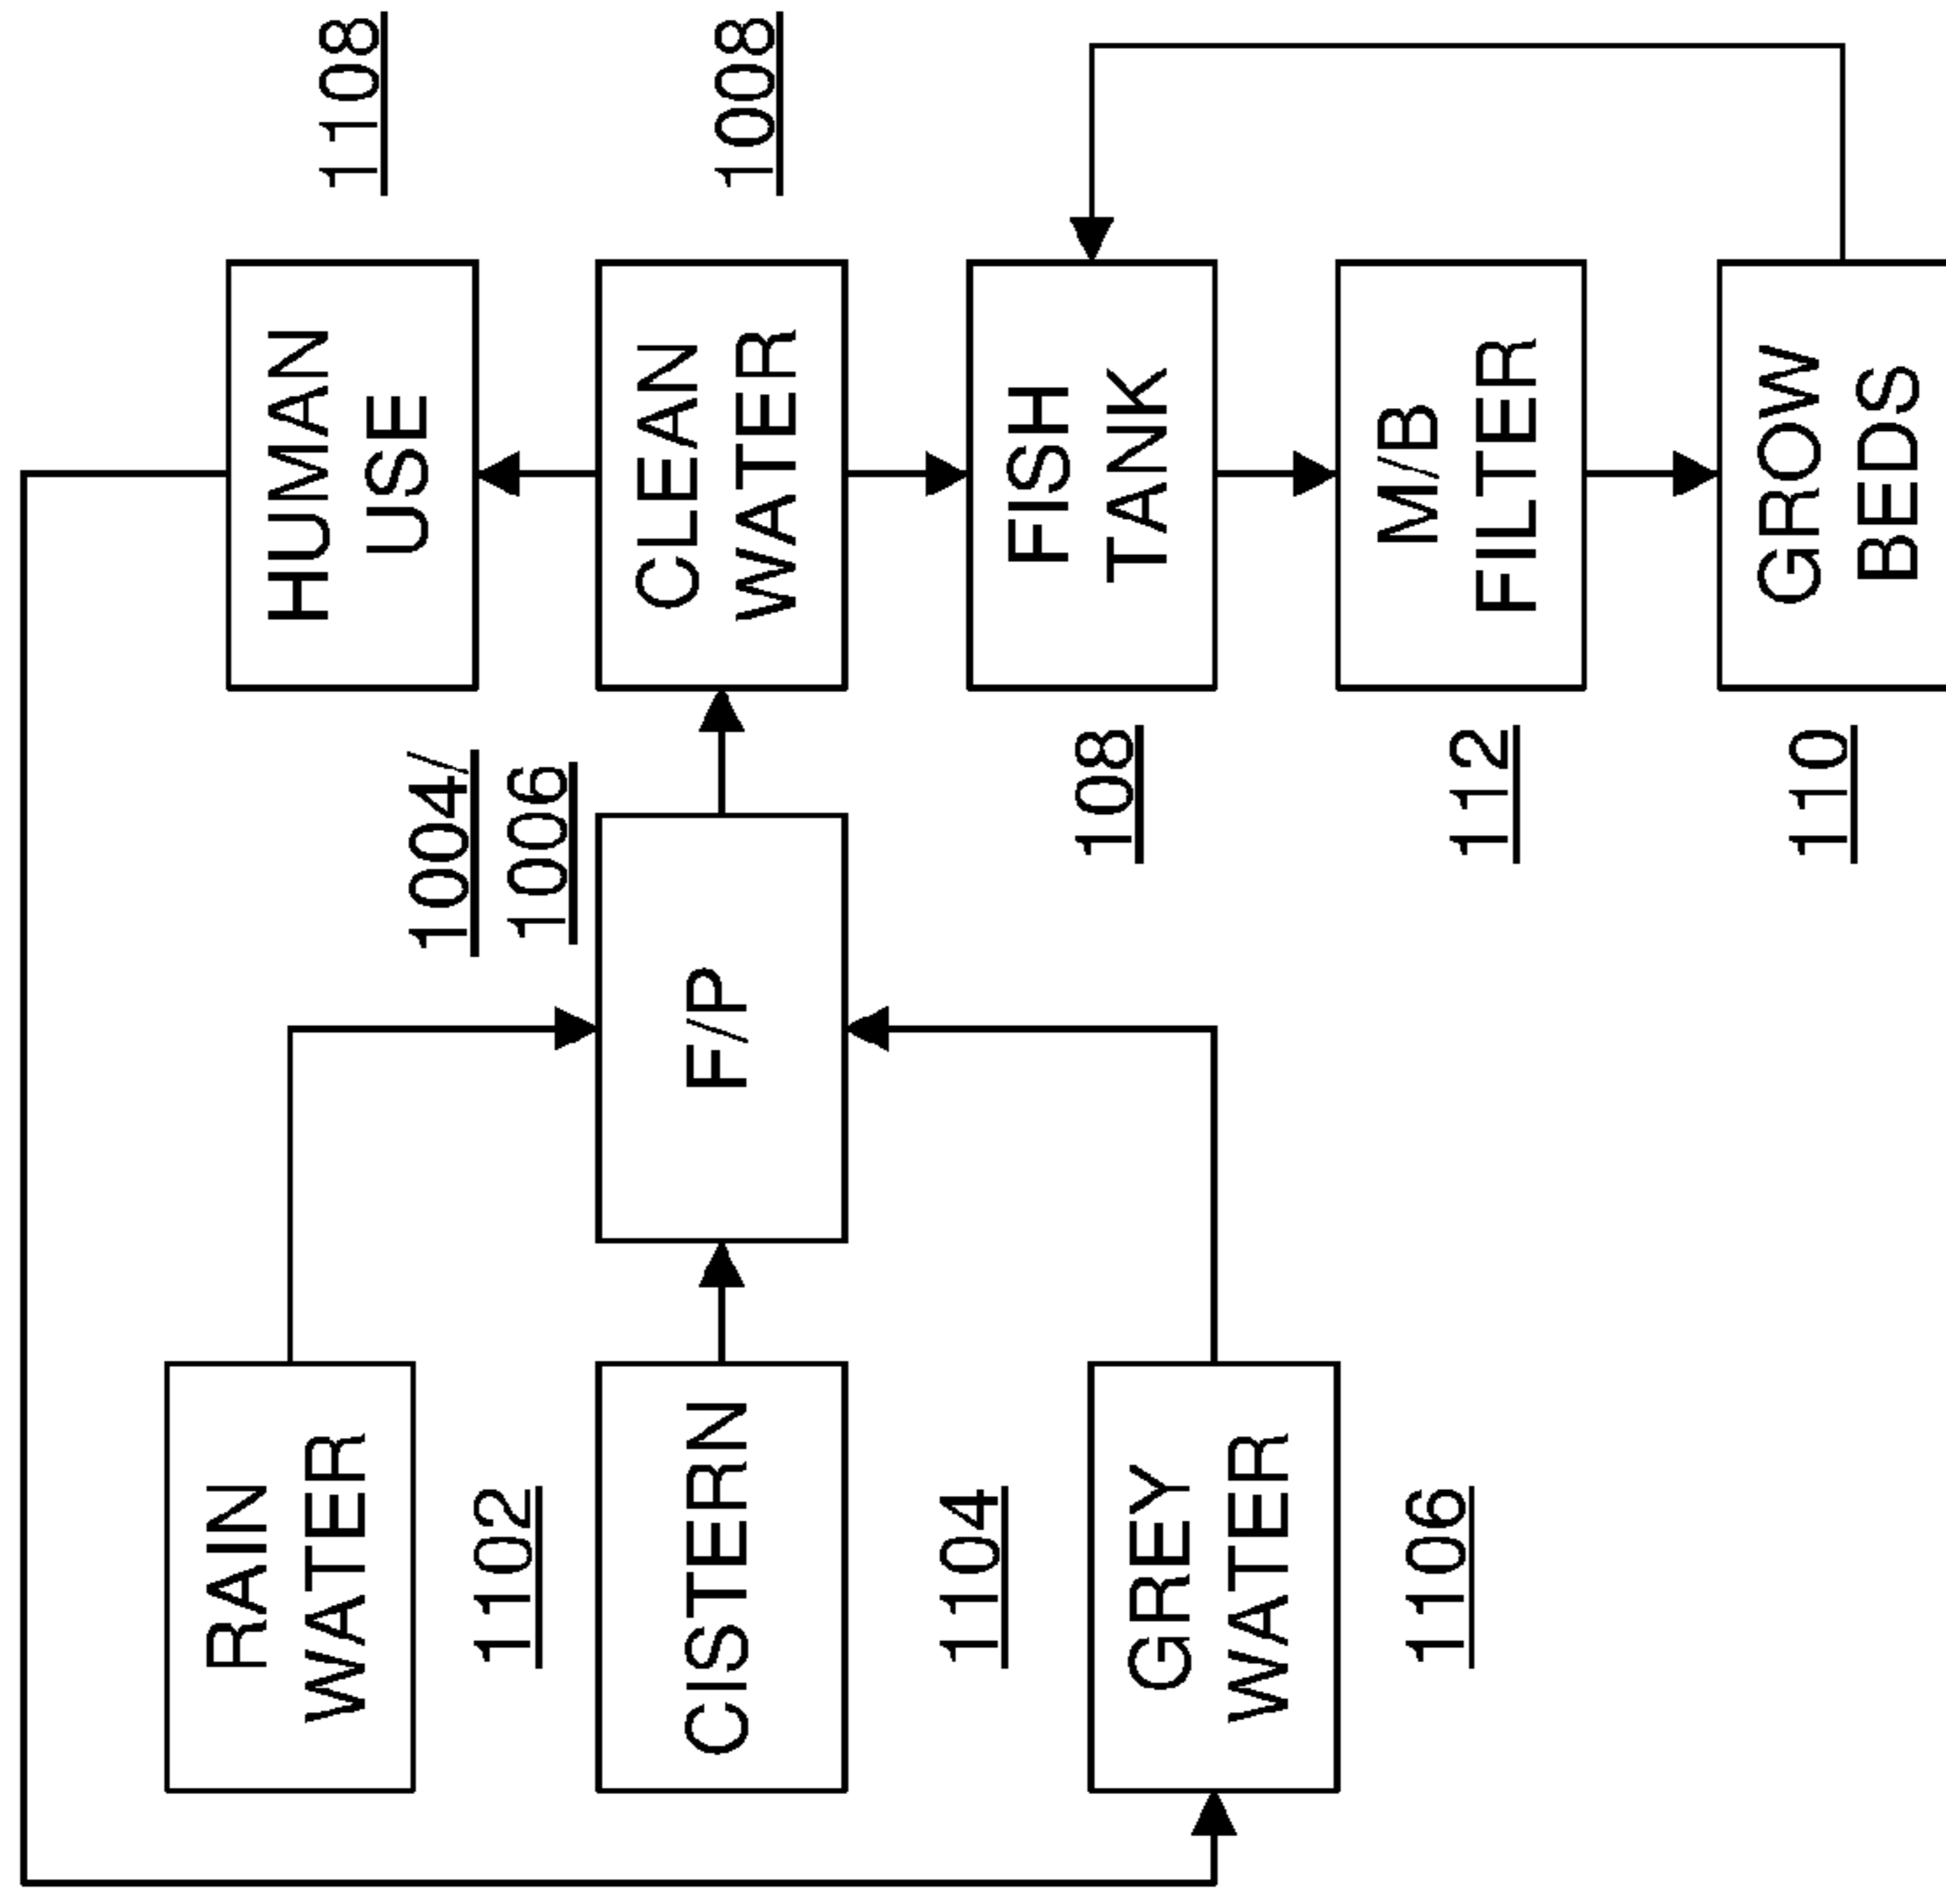 RAIN
WATER
1102
CISTERN
1104
GREY
WATER
1106
1004/
1006
F/P
HUMAN
USE
1108
CLEAN
WATER
1008
FISH
TANK
108
M/B
FILTER
112
GROW
BEDS
110